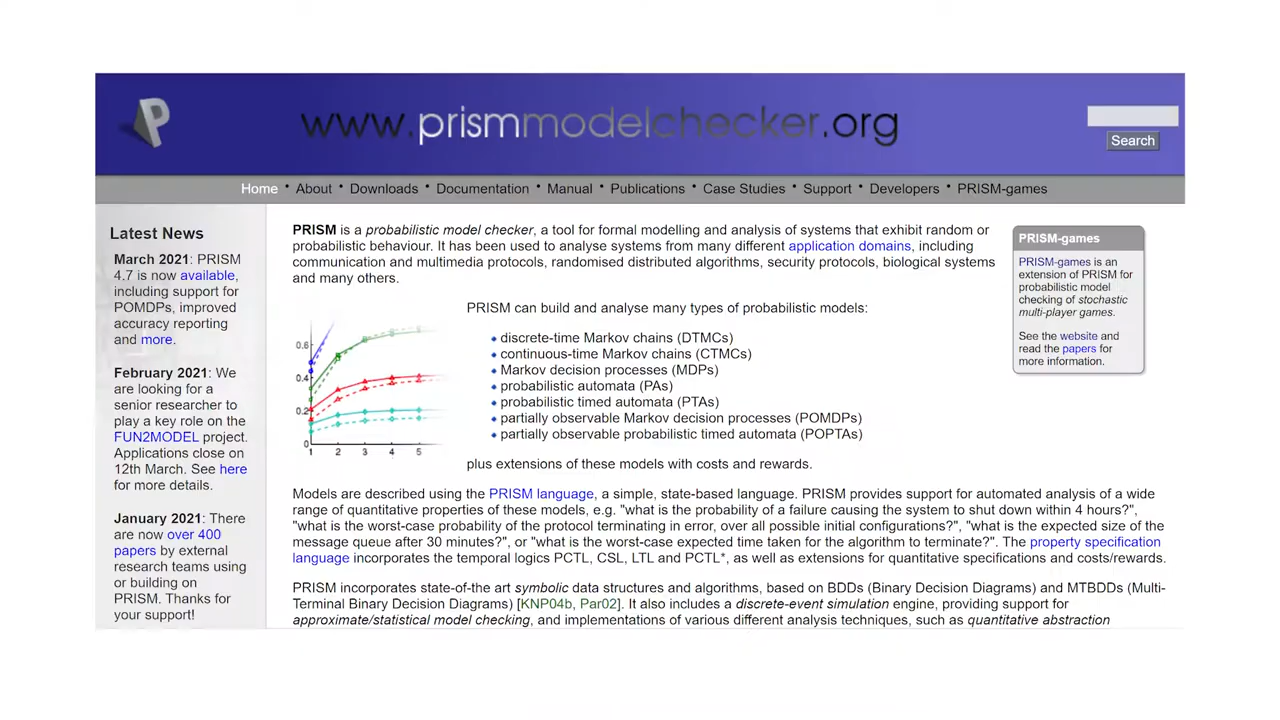 www.prismmodelchecker.org
Search
Home • About • Downloads • Documentation • Manual • Publications • Case Studies • Support • Developers • PRISM-games
Latest News
March 2021: PRISM
4.7 is now available,
including support for
POMDPs, improved
accuracy reporting
and more.
February 2021: We
are looking for a
senior researcher to
play a key role on the
FUN2MODEL project.
Applications close on
12th March. See here
for more details.
January 2021: There
are now over 400
papers by external
research teams using
or building on
PRISM. Thanks for
your support!
PRISM is a probabilistic model checker, a tool for formal modelling and analysis of systems that exhibit random or
probabilistic behaviour. It has been used to analyse systems from many different application domains, including
communication and multimedia protocols, randomised distributed algorithms, security protocols, biological systems
and many others.
PRISM can build and analyse many types of probabilistic models:
0.6
0.4
0.2
0
1 2 3 4 5
• discrete-time Markov chains (DTMCs)
• continuous-time Markov chains (CTMCs)
• Markov decision processes (MDPs)
• probabilistic automata (PAs)
• probabilistic timed automata (PTAs)
• partially observable Markov decision processes (POMDPs)
• partially observable probabilistic timed automata (POPTAs)
plus extensions of these models with costs and rewards.
Models are described using the PRISM language, a simple, state-based language. PRISM provides support for automated analysis of a wide
range of quantitative properties of these models, e.g. "what is the probability of a failure causing the system to shut down within 4 hours?",
"what is the worst-case probability of the protocol terminating in error, over all possible initial configurations?", "what is the expected size of the
message queue after 30 minutes?", or "what is the worst-case expected time taken for the algorithm to terminate?". The property specification
language incorporates the temporal logics PCTL, CSL, LTL and PCTL*, as well as extensions for quantitative specifications and costs/rewards.
PRISM incorporates state-of-the art symbolic data structures and algorithms, based on BDDs (Binary Decision Diagrams) and MTBDDs (Multi-
Terminal Binary Decision Diagrams) [KNP04b, Par02]. It also includes a discrete-event simulation engine, providing support for
approximate/statistical model checking, and implementations of various different analysis techniques, such as quantitative abstraction
PRISM-games
PRISM-games is an
extension of PRISM for
probabilistic model
checking of stochastic
multi-player games.
See the website and
read the papers for
more information.